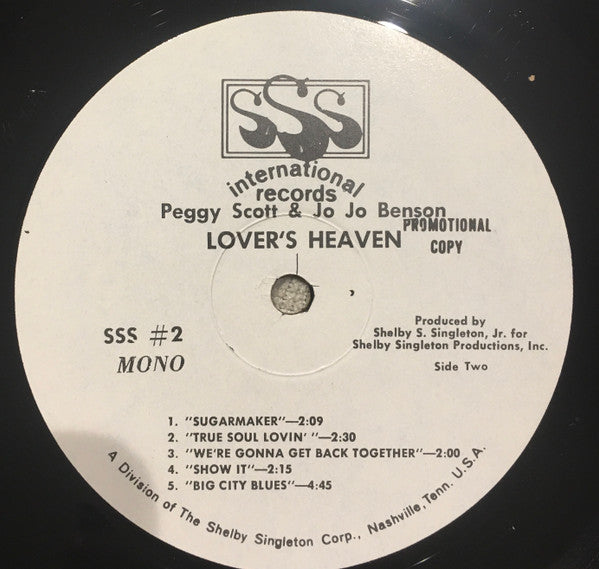 SSS
international
records
Peggy Scott & Jo Jo Benson
LOVER'S HEAVEN
PROMOTIONAL
COPY
SSS #2
MONO
Produced by
Shelby S. Singleton, Jr. for
Shelby Singleton Productions, Inc.
Side Two
1. "SUGARMAKER"—2:09
2. "TRUE SOUL LOVIN' "—2:30
3. "WE'RE GONNA GET BACK TOGETHER"—2:00
4. "SHOW IT"—2:15
5. "BIG CITY BLUES"—4:45
A Division of The Shelby Singleton Corp., Nashville, Tenn. U.S.A.